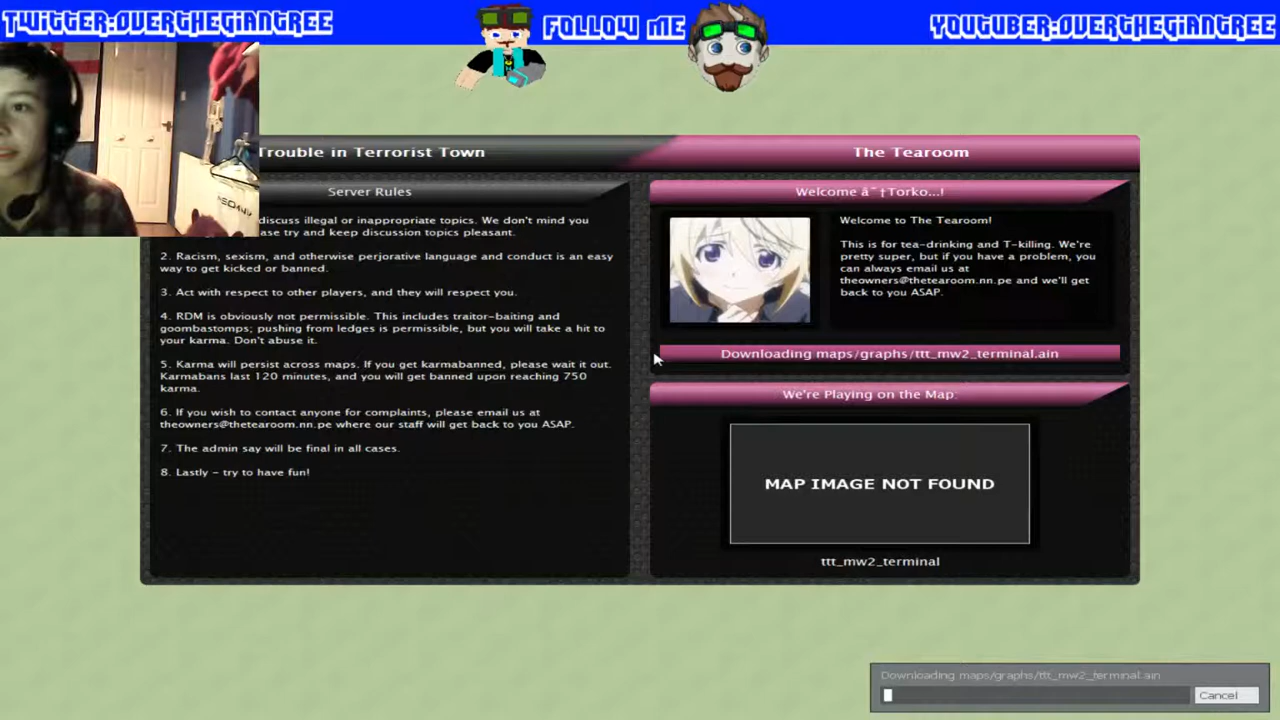 TWITTER:OVERTHEGIANTREE
FOLLOW ME
YOUTUBER:OVERTHEGIANTREE
Trouble in Terrorist Town
The Tearoom
Server Rules
discuss illegal or inappropriate topics. We don't mind you
please try and keep discussion topics pleasant.
2. Racism, sexism, and otherwise perjorative language and conduct is an easy
way to get kicked or banned.
3. Act with respect to other players, and they will respect you.
4. RDM is obviously not permissible. This includes traitor-baiting and
goombastomps; pushing from ledges is permissible, but you will take a hit to
your karma. Don't abuse it.
5. Karma will persist across maps. If you get karmabanned, please wait it out.
Karmabans last 120 minutes, and you will get banned upon reaching 750
karma.
6. If you wish to contact anyone for complaints, please email us at
theowners@thetearoom.nn.pe where our staff will get back to you ASAP.
7. The admin say will be final in all cases.
8. Lastly - try to have fun!
Welcome â˜†Torko...!
Welcome to The Tearoom!
This is for tea-drinking and T-killing. We're
pretty super, but if you have a problem, you
can always email us at
theowners@thetearoom.nn.pe and we'll get
back to you ASAP.
Downloading maps/graphs/ttt_mw2_terminal.ain
We're Playing on the Map:
MAP IMAGE NOT FOUND
ttt_mw2_terminal
Downloading maps/graphs/ttt_mw2_terminal.ain
Cancel